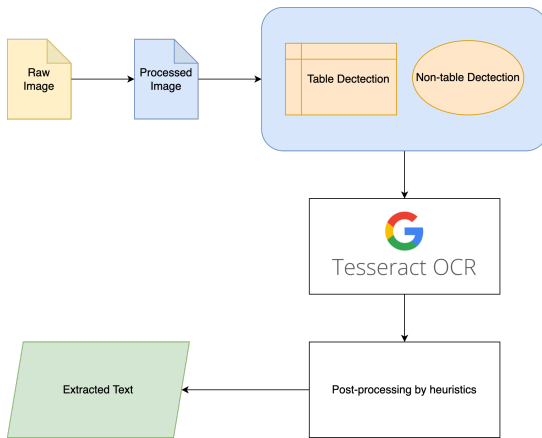 Raw
Image
Processed
Image
Table Dectection
Non-table Dectection
Tesseract OCR
Post-processing by heuristics
Extracted Text